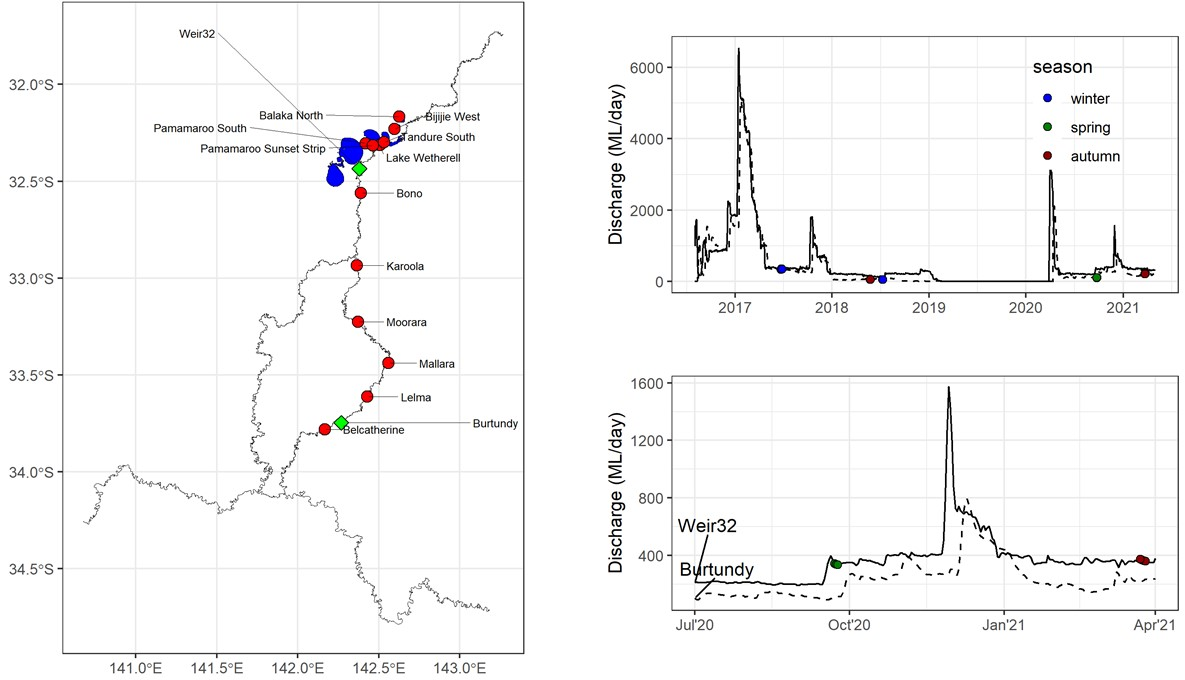 Weir32
32.0°S
Balaka North
Bijijie West
Pamamaroo South
Tandure South
Pamamaroo Sunset Strip
Lake Wetherell
32.5°S
Bono
Karoola
33.0°S
Moorara
Mallara
33.5°S
Lelma
Burtundy
Belcatherine
34.0°S
34.5°S
141.0°E
141.5°E
142.0°E
142.5°E
143.0°E
Discharge (ML/day)
6000
4000
2000
0
season
winter
spring
autumn
2017
2018
2019
2020
2021
Discharge (ML/day)
1600
1200
800
400
Weir32
Burtundy
Jul'20
Oct'20
Jan'21
Apr'21